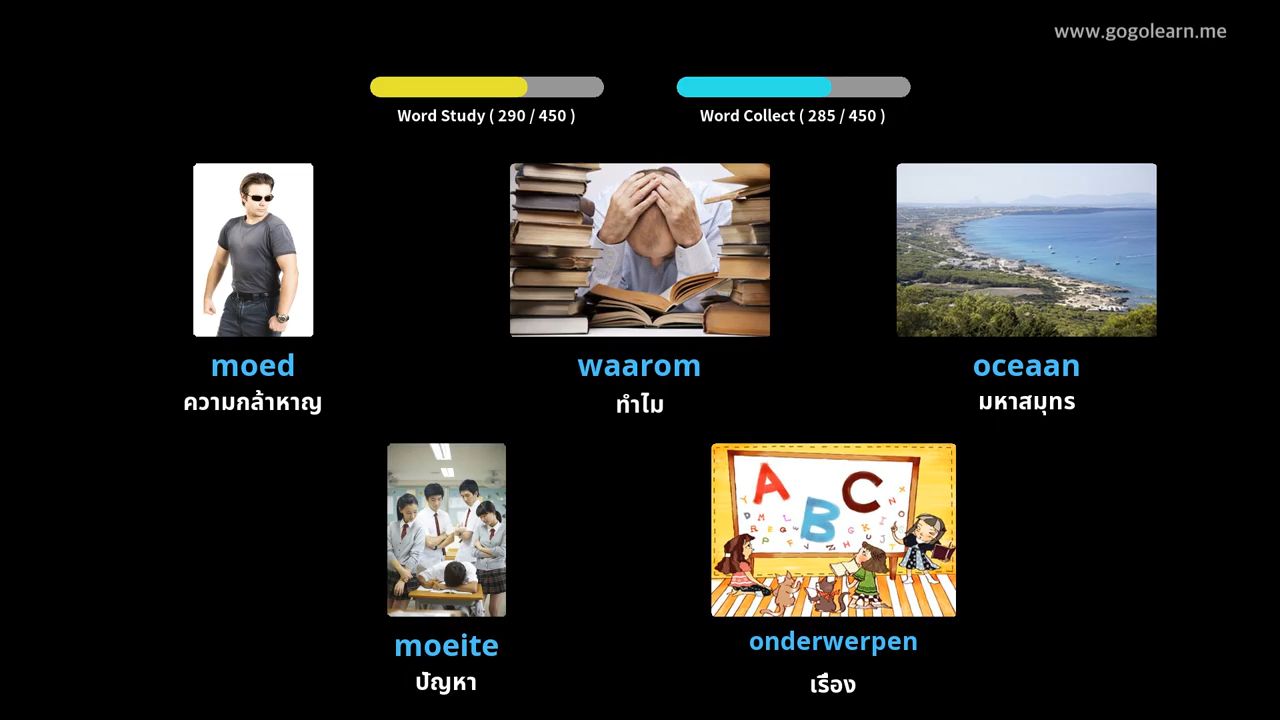 www.gogolearn.me
Word Study ( 290 / 450 )
Word Collect ( 285 / 450 )
moed
ความกล้าหาญ
waarom
ทำไม
oceaan
มหาสมุทร
A B C
moeite
ปัญหา
onderwerpen
เรื่อง